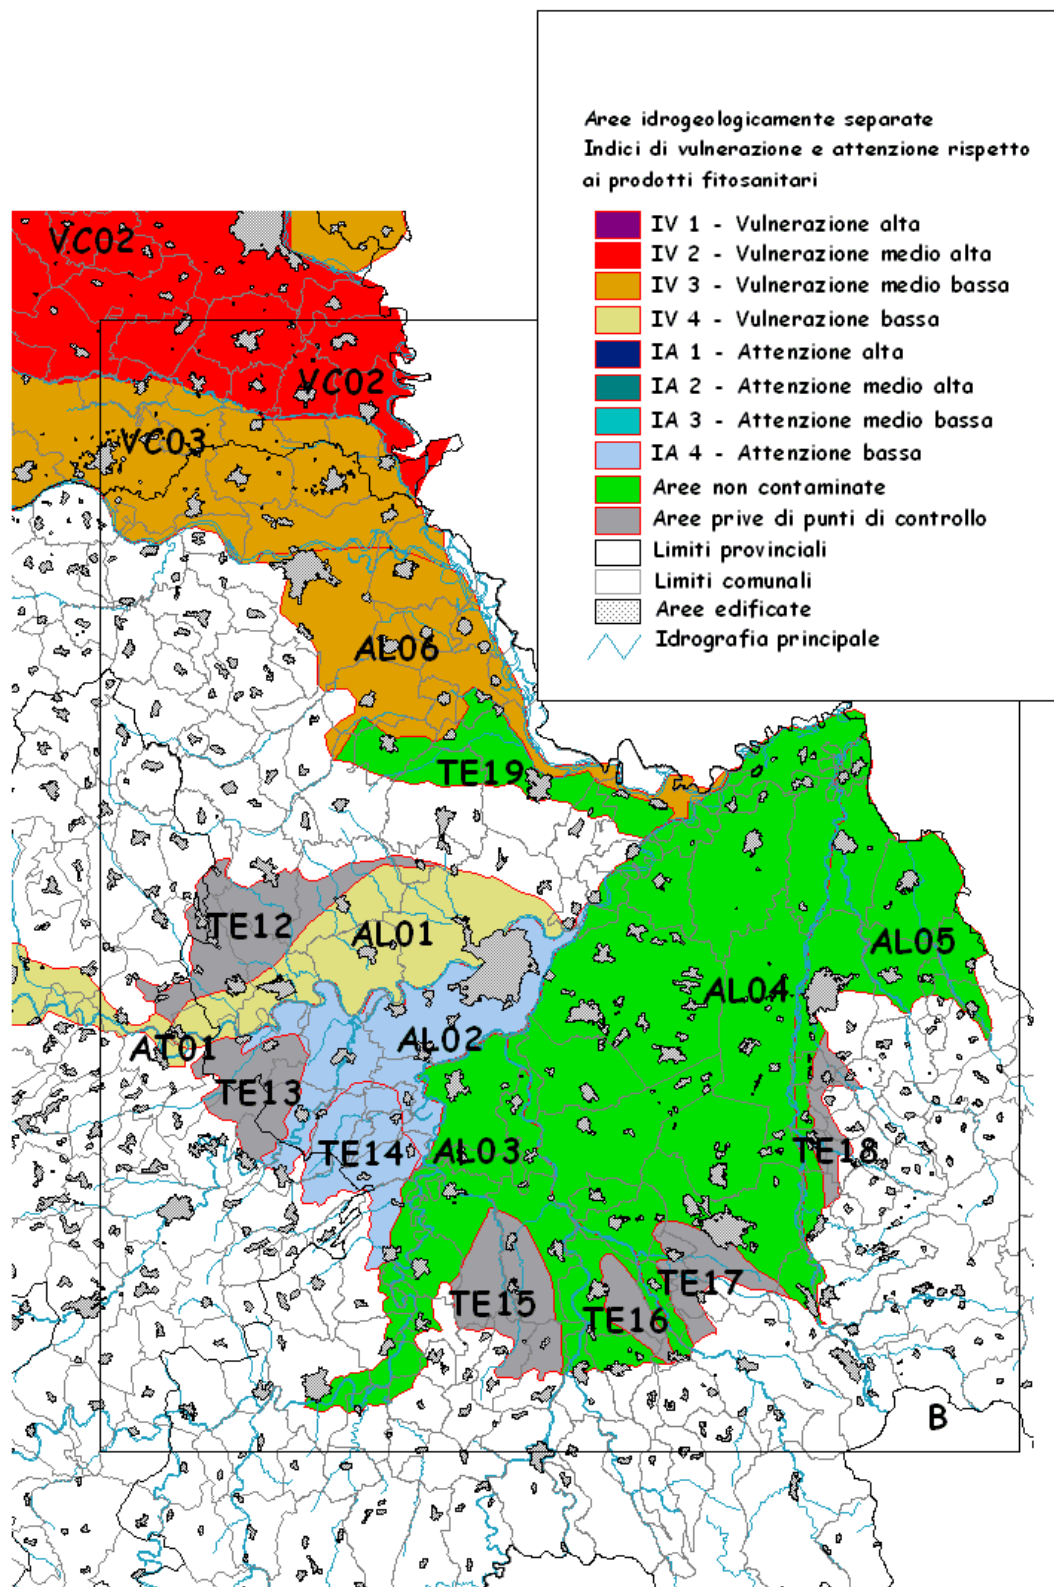 Aree idrogeologicamente separate
Indici di vulnerazione e attenzione rispetto
ai prodotti fitosanitari
IV 1 - Vulnerazione alta
IV 2 - Vulnerazione medio alta
IV 3 - Vulnerazione medio bassa
IV 4 - Vulnerazione bassa
IA 1 - Attenzione alta
IA 2 - Attenzione medio alta
IA 3 - Attenzione medio bassa
IA 4 - Attenzione bassa
Aree non contaminate
Aree prive di punti di controllo
Limiti provinciali
Limiti comunali
Aree edificate
Idrografia principale
VC02
VC02
VC03
AL06
TE19
TE12
AL01
AL05
AL04
AT01
AL02
TE13
TE14
AL03
TE18
TE15
TE16
TE17
B